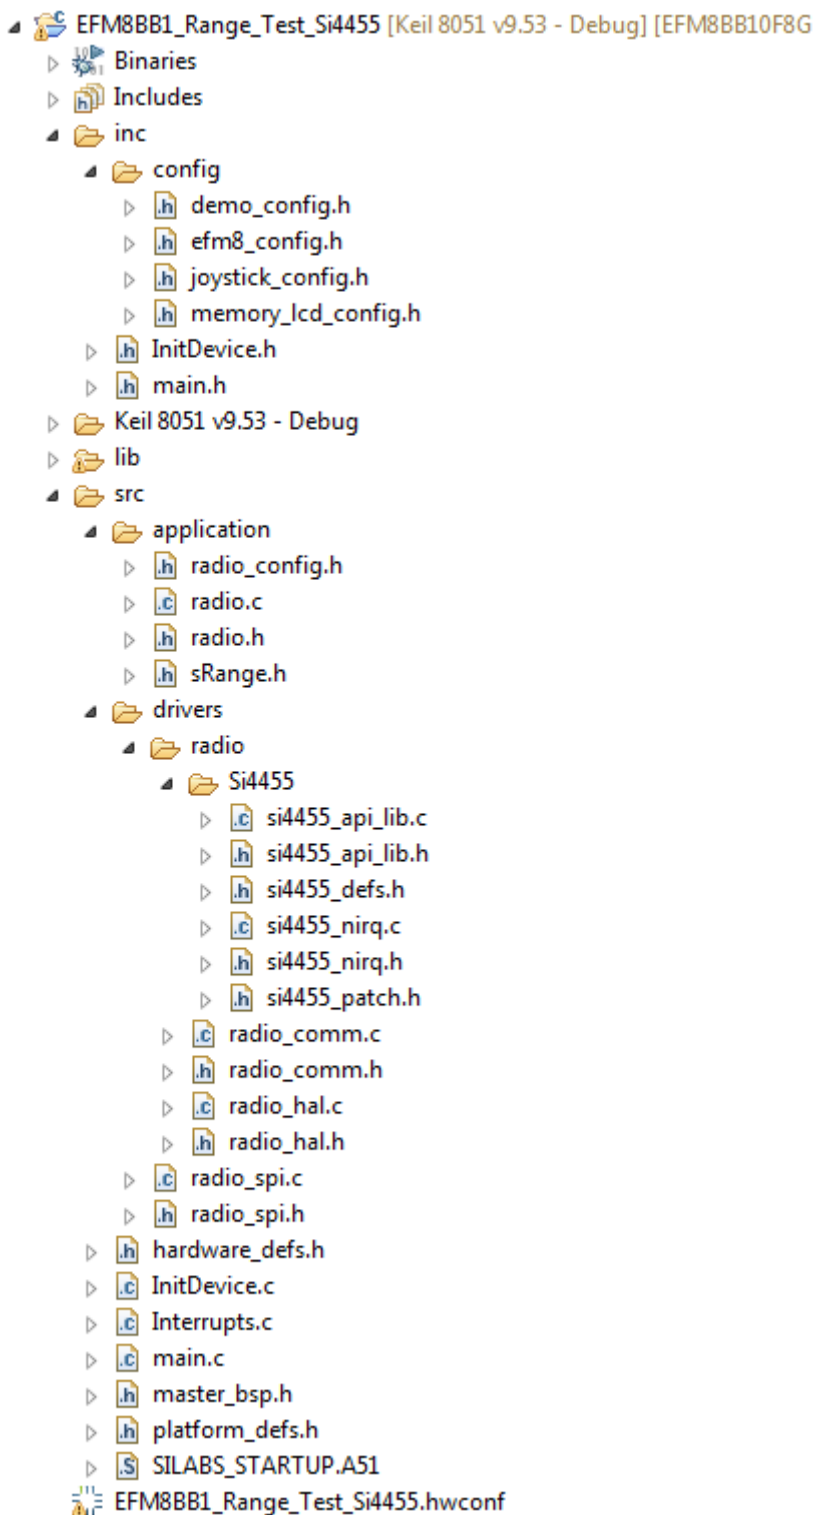 EFM8BB1_Range_Test_Si4455 [Keil 8051 v9.53 - Debug] [EFM8BB10F8G
Binaries
Includes
inc
config
demo_config.h
efm8_config.h
joystick_config.h
memory_lcd_config.h
InitDevice.h
main.h
Keil 8051 v9.53 - Debug
lib
src
application
radio_config.h
radio.c
radio.h
sRange.h
drivers
radio
Si4455
si4455_api_lib.c
si4455_api_lib.h
si4455_defs.h
si4455_nirq.c
si4455_nirq.h
si4455_patch.h
radio_comm.c
radio_comm.h
radio_hal.c
radio_hal.h
radio_spi.c
radio_spi.h
hardware_defs.h
InitDevice.c
Interrupts.c
main.c
master_bsp.h
platform_defs.h
SILABS_STARTUP.A51
EFM8BB1_Range_Test_Si4455.hwconf